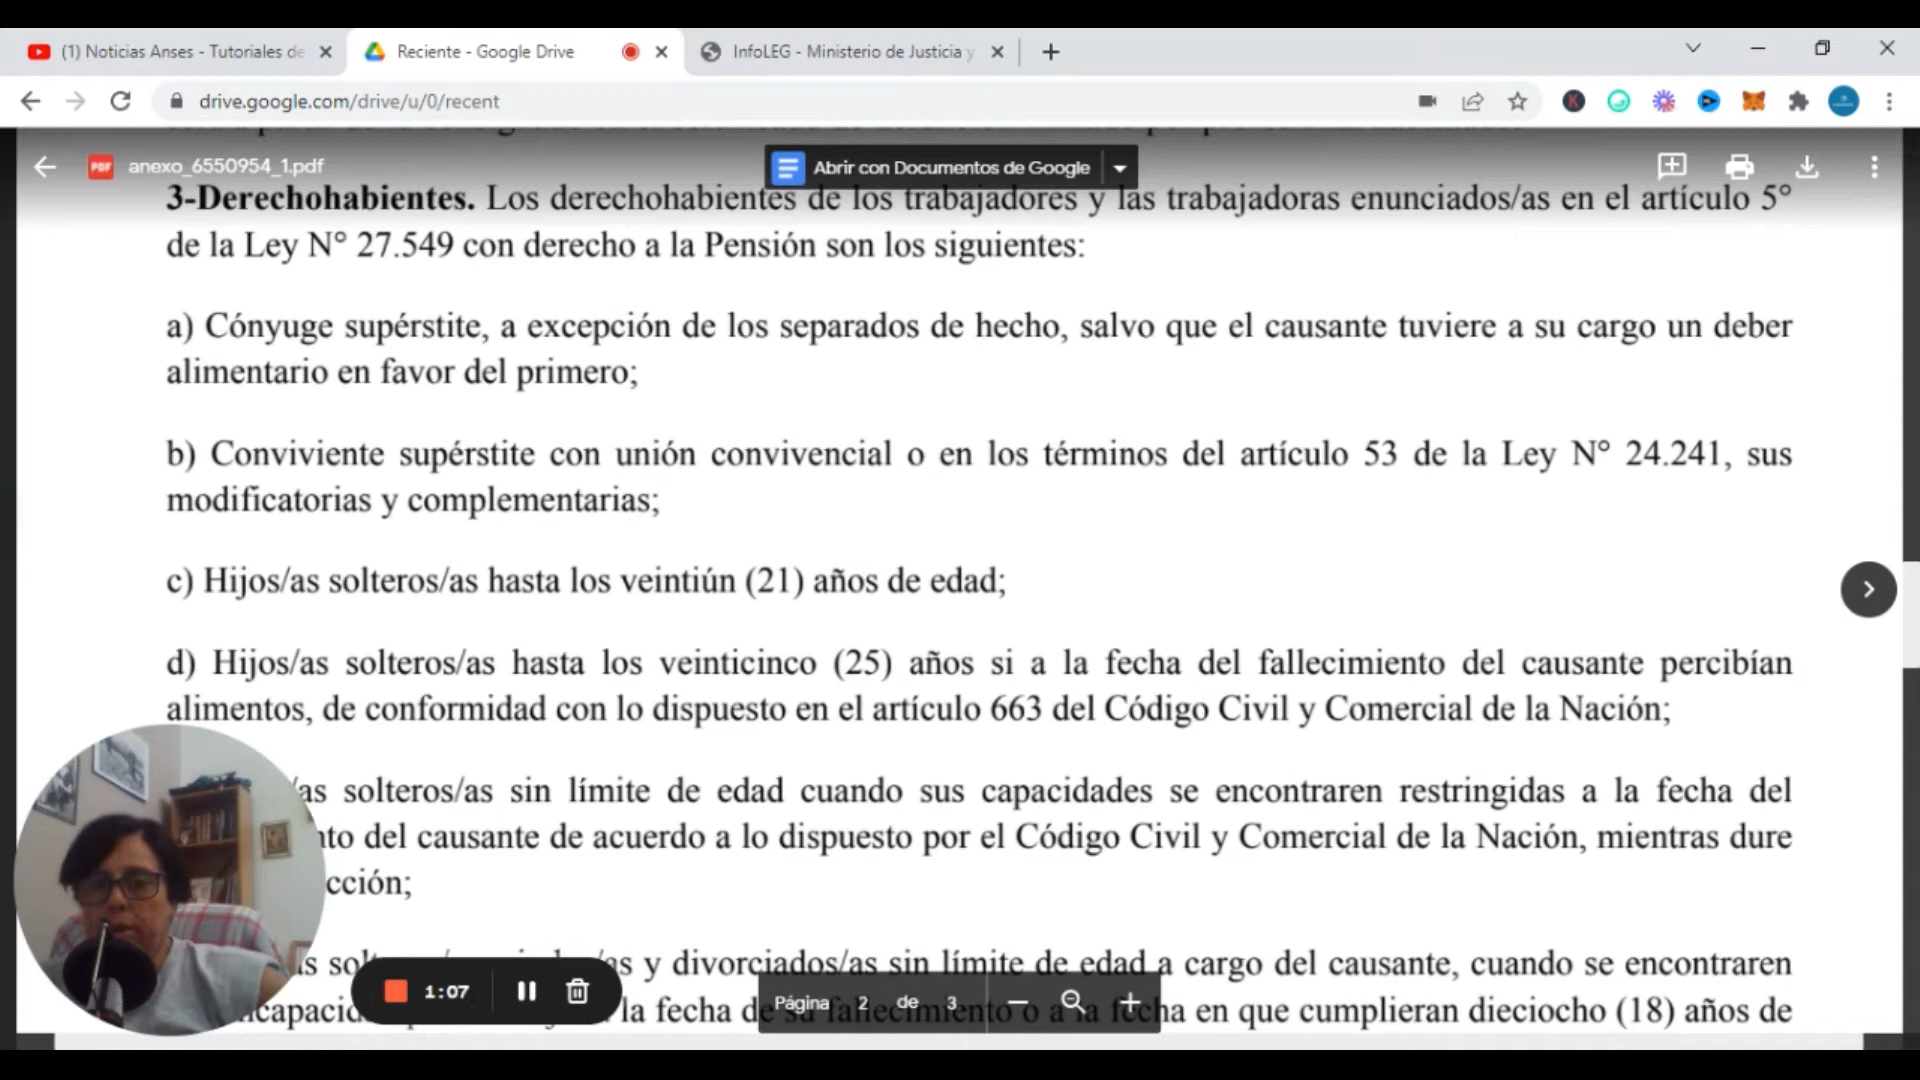 (1) Noticias Anses - Tutoriales de
Reciente - Google Drive
InfoLEG - Ministerio de Justicia y
drive.google.com/drive/u/0/recent
PDF
anexo_6550954_1.pdf
Abrir con Documentos de Google
3-Derechohabientes. Los derechohabientes de los trabajadores y las trabajadoras enunciados/as en el artículo 5°
de la Ley N° 27.549 con derecho a la Pensión son los siguientes:
a) Cónyuge supérstite, a excepción de los separados de hecho, salvo que el causante tuviere a su cargo un deber
alimentario en favor del primero;
b) Conviviente supérstite con unión convivencial o en los términos del artículo 53 de la Ley N° 24.241, sus
modificatorias y complementarias;
c) Hijos/as solteros/as hasta los veintiún (21) años de edad;
d) Hijos/as solteros/as hasta los veinticinco (25) años si a la fecha del fallecimiento del causante percibían
alimentos, de conformidad con lo dispuesto en el artículo 663 del Código Civil y Comercial de la Nación;
/as solteros/as sin límite de edad cuando sus capacidades se encontraren restringidas a la fecha del
nto del causante de acuerdo a lo dispuesto por el Código Civil y Comercial de la Nación, mientras dure
cción;
y divorciados/as sin límite de edad a cargo del causante, cuando se encontraren
la fecha de su fallecimiento o a la fecha en que cumplieran dieciocho (18) años de
1:07
Página 2 de 3